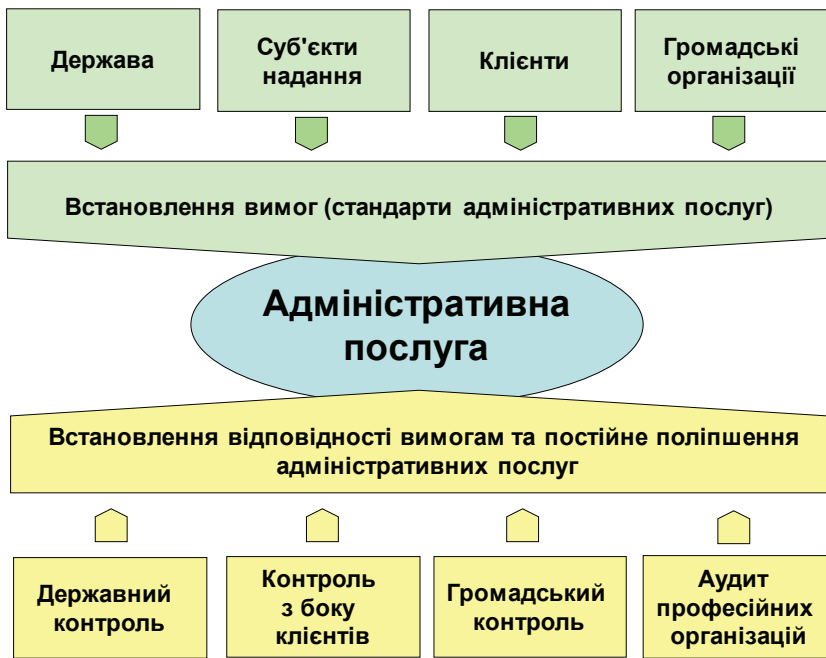 Держава
Суб'єкти
надання
Клієнти
Громадські
організації
Встановлення вимог (стандарти адміністративних послуг)
Адміністративна
послуга
Встановлення відповідності вимогам та постійне поліпшення
адміністративних послуг
Державний
контроль
Контроль
з боку
клієнтів
Громадський
контроль
Аудит
професійних
організацій